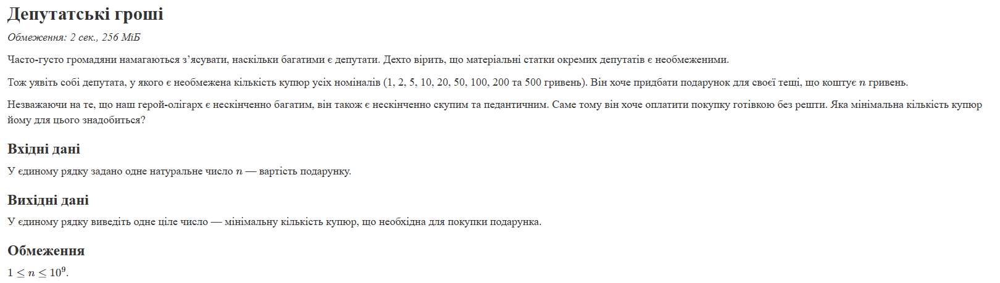 Депутатські гроші
Обмеження: 2 сек., 256 МіБ
Часто-густо громадяни намагаються з’ясувати, наскільки багатими є депутати. Дехто вірить, що матеріальні статки окремих депутатів є необмеженими.
Тож уявіть собі депутата, у якого є необмежена кількість купюр усіх номіналів (1, 2, 5, 10, 20, 50, 100, 200 та 500 гривень). Він хоче придбати подарунок для своєї тещі, що коштує n гривень.
Незважаючи на те, що наш герой-олігарх є нескінченно багатим, він також є нескінченно скупим та педантичним. Саме тому він хоче оплатити покупку готівкою без решти. Яка мінімальна кількість купюр
йому для цього знадобиться?
Вхідні дані
У єдиному рядку задано одне натуральне число n — вартість подарунку.
Вихідні дані
У єдиному рядку виведіть одне ціле число — мінімальну кількість купюр, що необхідна для покупки подарунка.
Обмеження
1 ≤ n ≤ 10⁹.